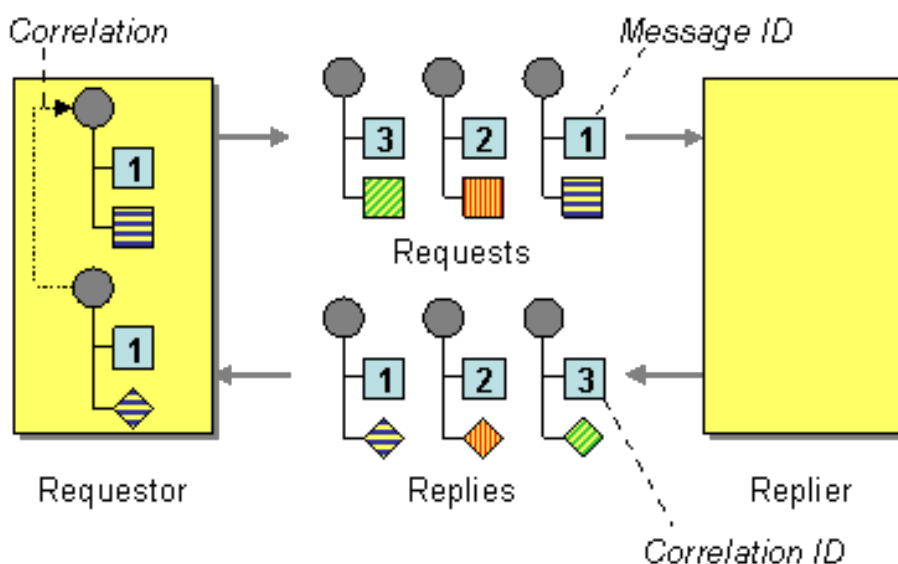 Correlation
Message ID
1
3
2
1
Requests
1
1
2
3
Requestor
Replies
Replier
Correlation ID